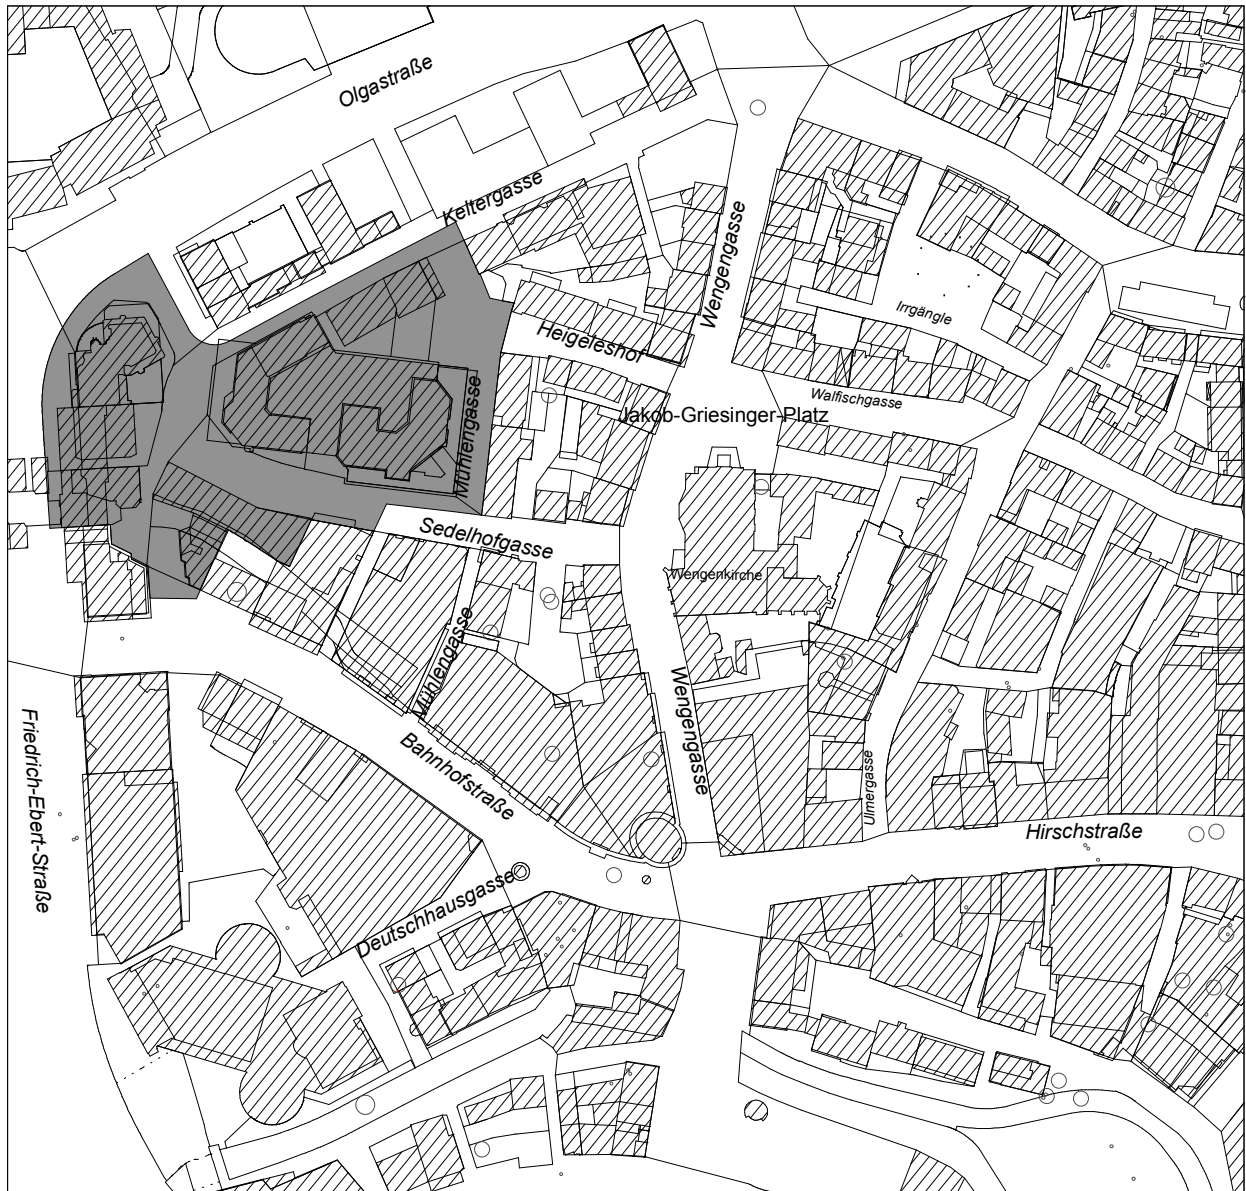 Olgastraße
Keltergasse
Wengengasse
Irrgängle
Heigeleshof
Walfischgasse
Jakob-Griesinger-Platz
Mühlengasse
Sedelhofgasse
Wengenkirche
Mühlengasse
Wengengasse
Friedrich-Ebert-Straße
Bahnhofstraße
Ulmergasse
Hirschstraße
Deutschhausgasse